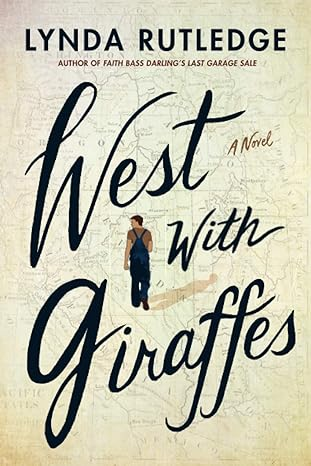 LYNDA RUTLEDGE
AUTHOR OF FAITH BASS DARLING'S LAST GARAGE SALE
West
A Novel
With
Giraffes